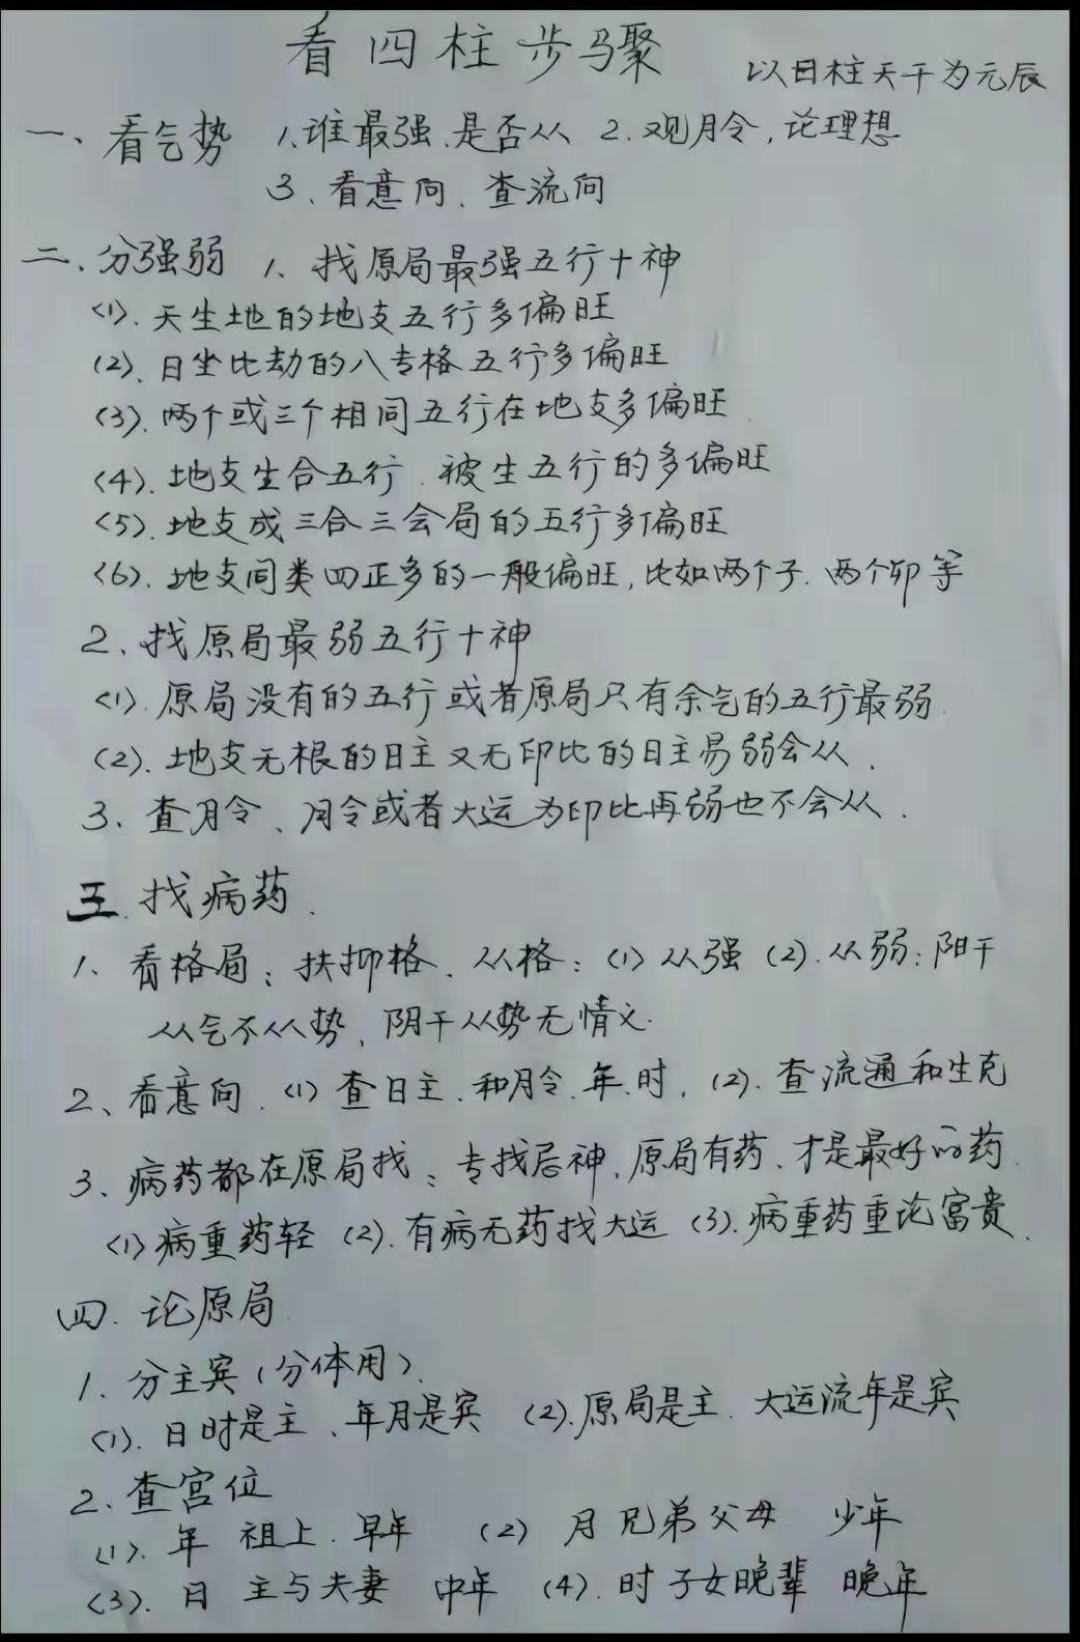 看四柱步骤
以日柱天干为元辰
一、看气势 1、谁最强.是否从 2.观月令,论理想
3、看意向、查流向
二、分强弱 1、找原局最强五行十神
(1).天生地的地支五行多偏旺
(2)、日坐比劫的八专格五行多偏旺
(3).两个或三个相同五行在地支多偏旺
(4).地支生合五行.被生五行的多偏旺
(5).地支成三合三会局的五行多偏旺
(6).地支同类四正多的一般偏旺,比如两个子.两个卯等
2、找原局最弱五行十神
(1).原局没有的五行或者原局只有余气的五行最弱.
(2).地支无根的日主又无印比的日主易弱会从.
3、查月令、月令或者大运为印比再弱也不会从.
三.找病药.
1、看格局:扶抑格.从格:(1)从强(2).从弱:阳干
从气不从势、阴干从势无情义.
2、看意向.(1)查日主.和月令.年.时.(2).查流通和生克
3、病药都在原局找:专找忌神.原局有药、才是最好的药.
(1)病重药轻(2).有病无药找大运(3).病重药重论富贵.
四.论原局.
1.分主宾(分体用).
(1).日时是主、年月是宾 (2).原局是主.大运流年是宾
2.查宫位
(1).年 祖上.早年 (2) 月兄弟父母 少年
(3).日 主与夫妻 中年 (4).时子女晚辈 晚年